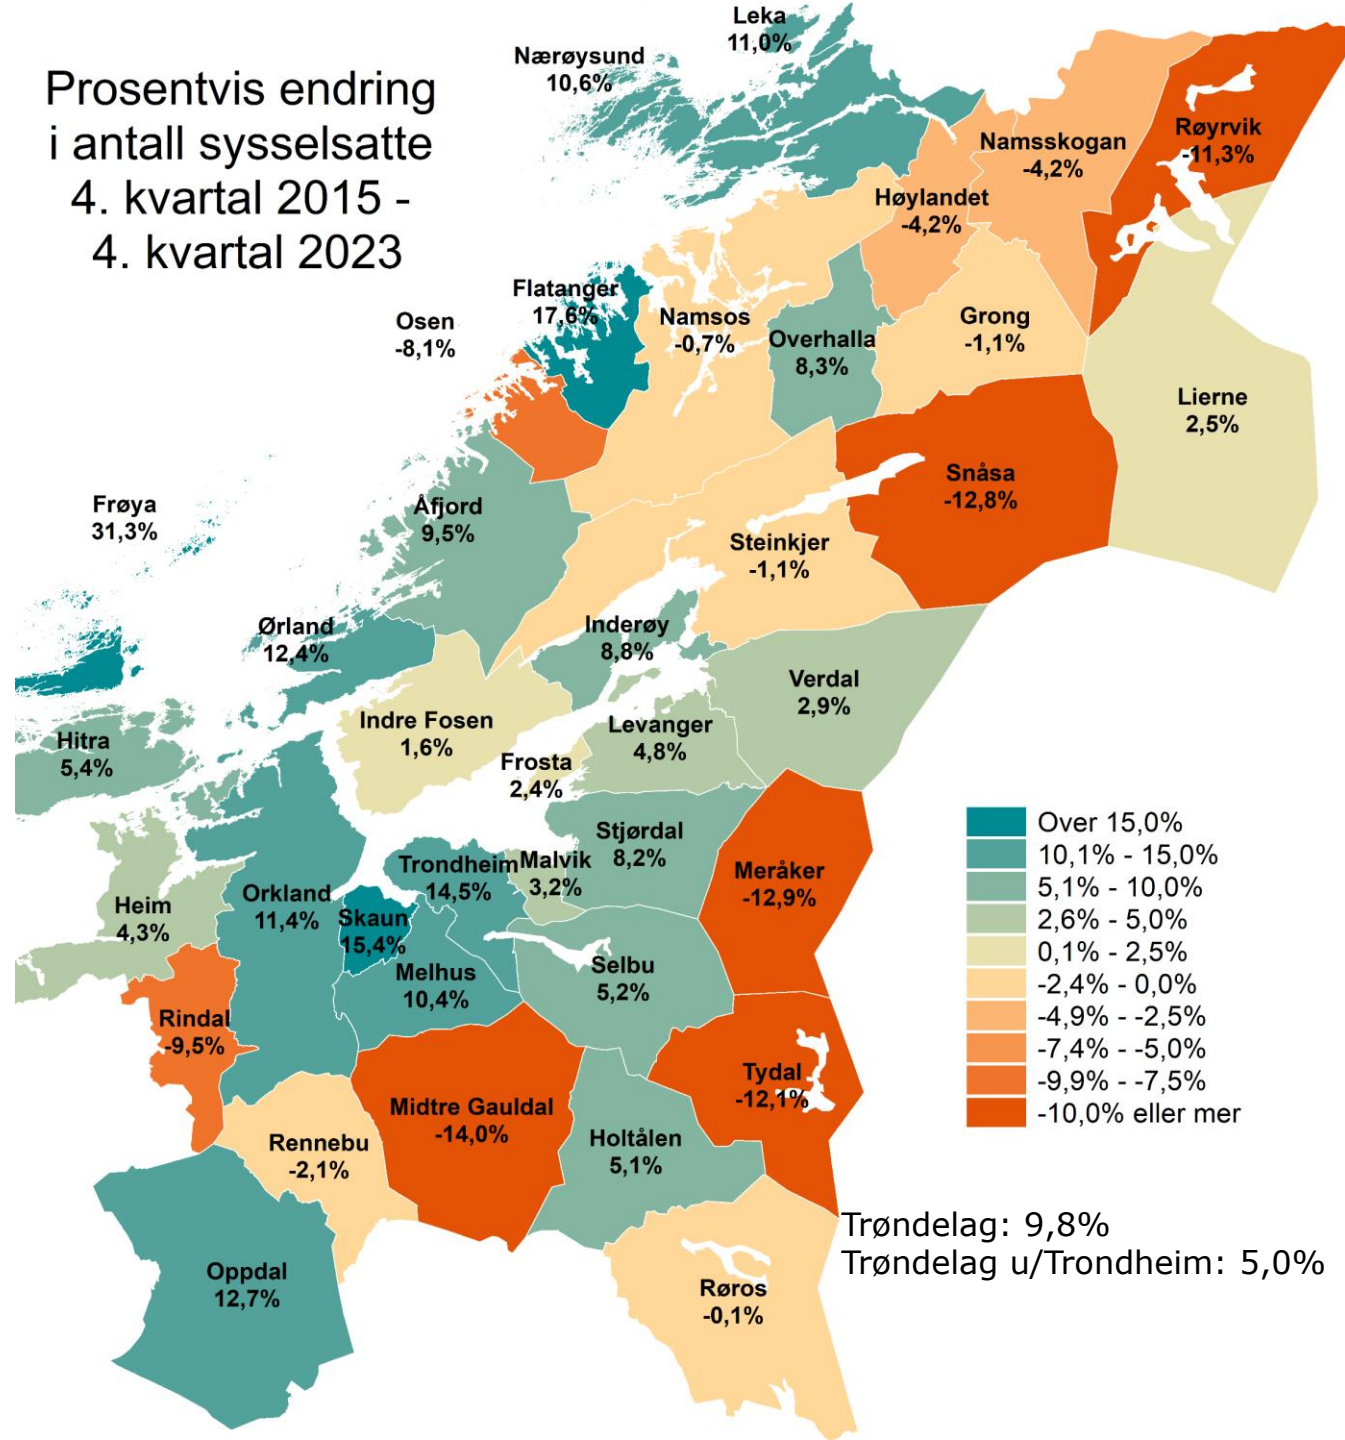 Prosentvis endring
i antall sysselsatte
4. kvartal 2015 -
4. kvartal 2023
Leka
11,0%
Nærøysund
10,6%
Røyrvik
-11,3%
Namsskogan
-4,2%
Høylandet
-4,2%
Flatanger
17,6%
Namsos
-0,7%
Grong
-1,1%
Osen
-8,1%
Overhalla
8,3%
Lierne
2,5%
Snåsa
-12,8%
Frøya
31,3%
Åfjord
9,5%
Steinkjer
-1,1%
Ørland
12,4%
Inderøy
8,8%
Verdal
2,9%
Indre Fosen
1,6%
Levanger
4,8%
Hitra
5,4%
Frosta
2,4%
Stjørdal
8,2%
Trondheim
14,5%
Malvik
3,2%
Meråker
-12,9%
Orkland
11,4%
Heim
4,3%
Skaun
15,4%
Melhus
10,4%
Selbu
5,2%
Rindal
-9,5%
Tydal
-12,1%
Midtre Gauldal
-14,0%
Rennebu
-2,1%
Holtålen
5,1%
Oppdal
12,7%
Røros
-0,1%
Over 15,0%
10,1% - 15,0%
5,1% - 10,0%
2,6% - 5,0%
0,1% - 2,5%
-2,4% - 0,0%
-4,9% - -2,5%
-7,4% - -5,0%
-9,9% - -7,5%
-10,0% eller mer
Trøndelag: 9,8%
Trøndelag u/Trondheim: 5,0%